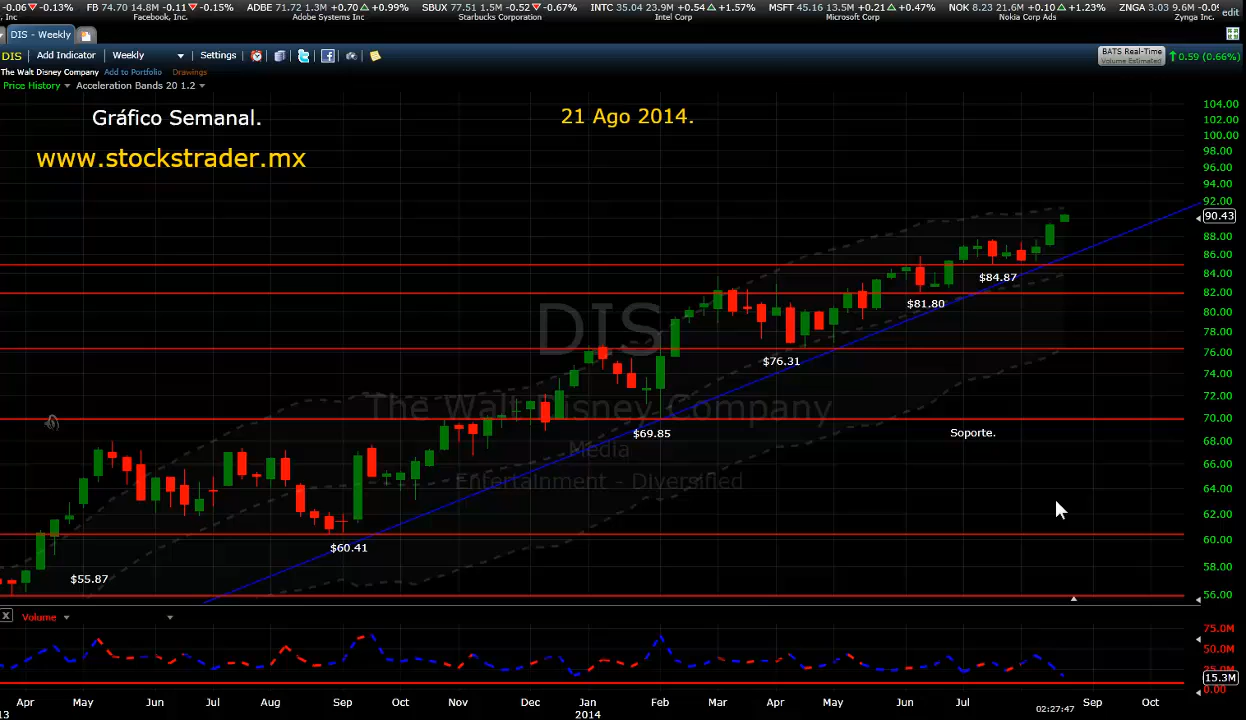 -0.06 -0.13% FB 74.70 14.8M -0.11 -0.15% ADBE 71.72 1.3M +0.70 +0.99% SBUX 77.51 1.5M -0.52 -0.67% INTC 35.04 23.9M +0.54 +1.57% MSFT 45.16 13.5M +0.21 +0.47% NOK 8.23 21.6M +0.10 +1.23% ZNGA 3.03 9.6M
, Inc Facebook, Inc. Adobe Systems Inc Starbucks Corporation Intel Corp Microsoft Corp Nokia Corp Ads Zynga Inc. edit
DIS - Weekly
DIS Add Indicator Weekly Settings BATS Real-Time 0.59 (0.66%)
Volume Estimated
The Walt Disney Company Add to Portfolio Drawings
Price History Acceleration Bands 20 1.2
Gráfico Semanal. 21 Ago 2014.
www.stockstrader.mx
104.00
102.00
100.00
98.00
96.00
94.00
92.00
90.43
88.00
86.00
84.00
82.00
80.00
78.00
76.00
74.00
72.00
70.00
68.00
66.00
64.00
62.00
60.00
58.00
56.00
$84.87
$81.80
DIS
$76.31
The Walt Disney Company
$69.85
Soporte.
Media
Entertainment - Diversified
$60.41
$55.87
X Volume
75.0M
50.0M
25.0M
15.3M
0.00
Apr May Jun Jul Aug Sep Oct Nov Dec Jan Feb Mar Apr May Jun Jul Sep Oct
13 2014 02:27:47